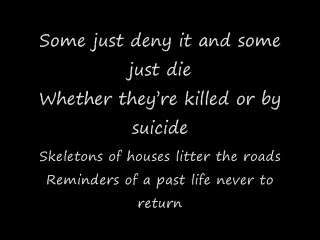 Some just deny it and some
just die
Whether they're killed or by
suicide
Skeletons of houses litter the roads
Reminders of a past life never to
return